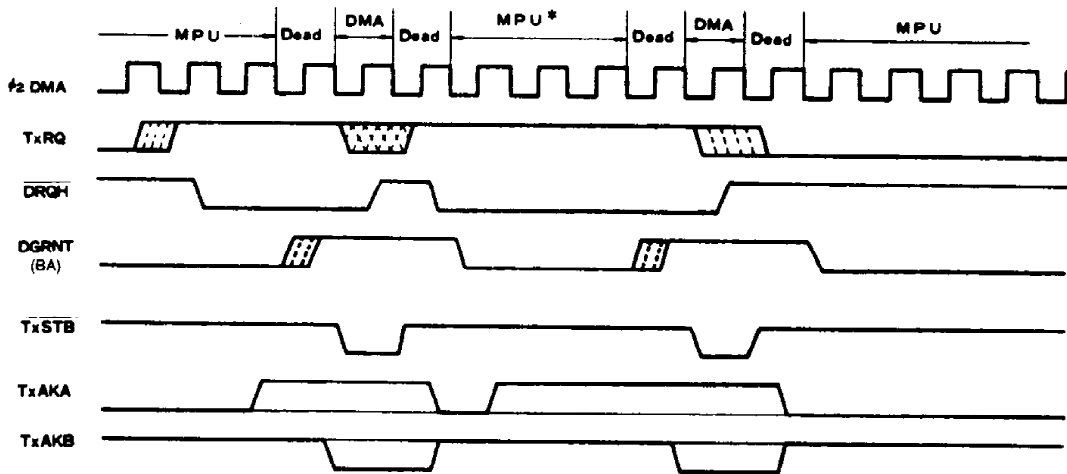 MPU Dead DMA Dead MPU* Dead DMA Dead MPU
ϕ2 DMA
TxRQ
DRQH
DGRNT
(BA)
TxSTB
TxAKA
TxAKB